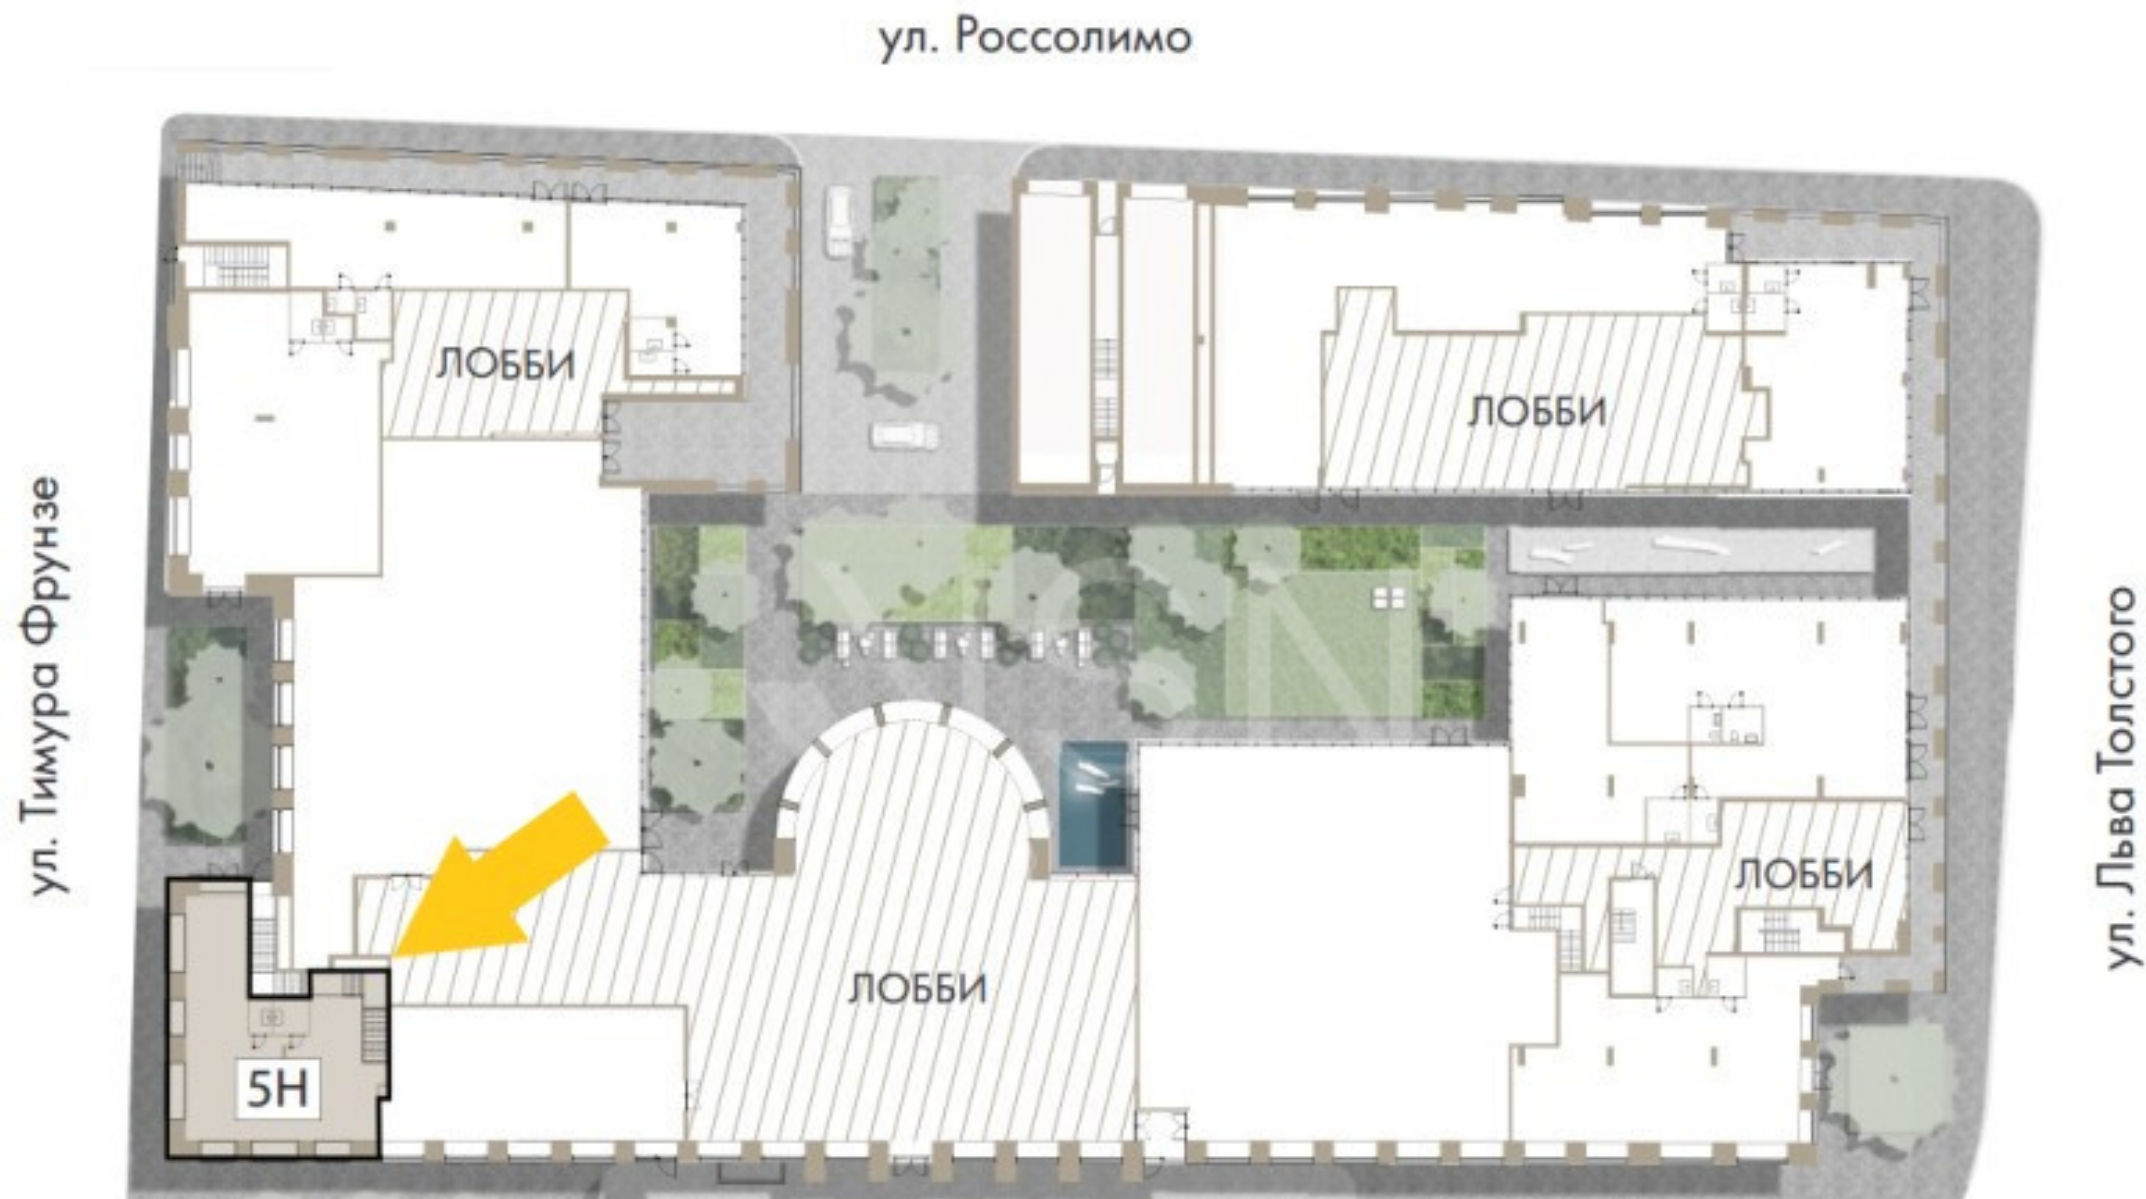 ул. Россолимо
ЛОББИ
ЛОББИ
ул. Тимура Фрунзе
ул. Льва Толстого
ЛОББИ
ЛОББИ
5Н